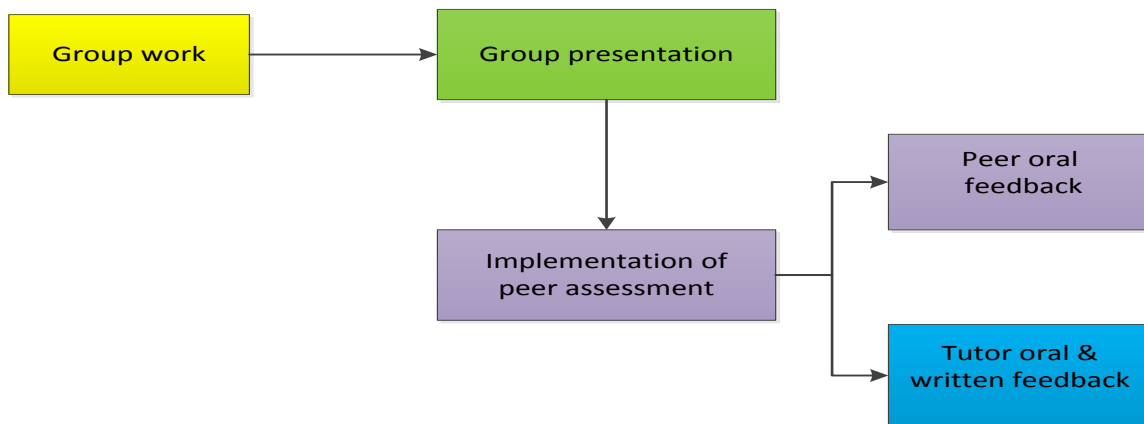 Group work
Group presentation
Peer oral
feedback
Implementation of
peer assessment
Tutor oral &
written feedback